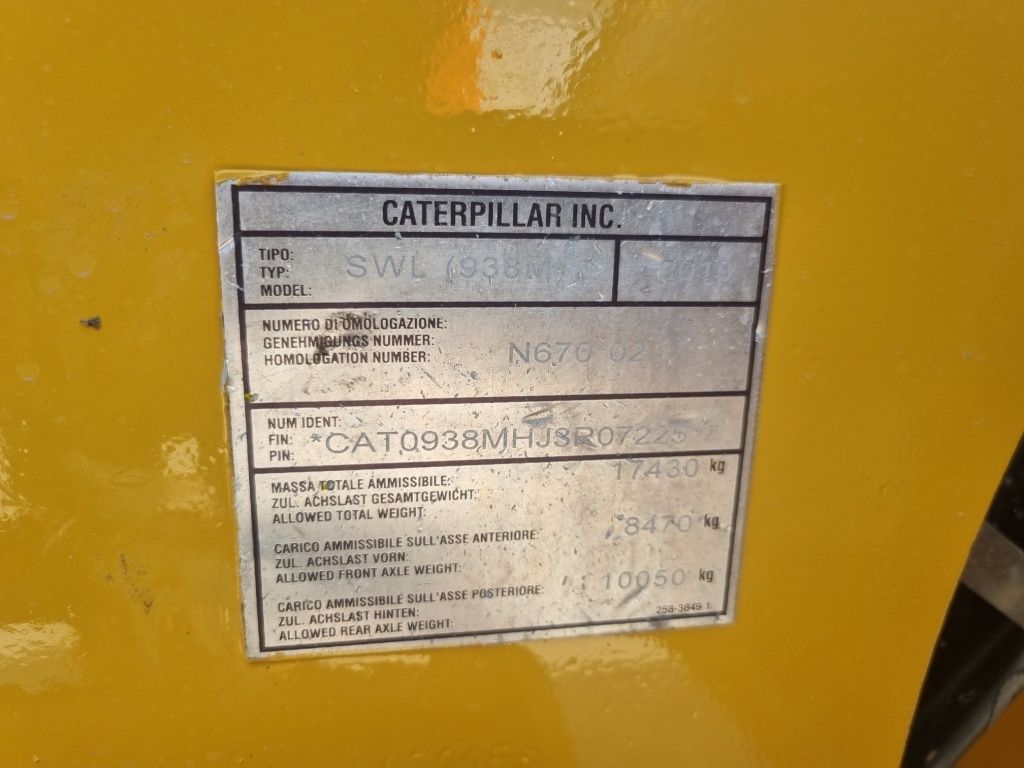 CATERPILLAR INC.
TIPO:
TYP:
MODEL:
SWL (938M)
NUMERO DI OMOLOGAZIONE:
GENEHMIGUNGS NUMMER:
HOMOLOGATION NUMBER:
N670 02
NUM IDENT:
FIN:
PIN:
*CAT0938MHJ3R07225*
MASSA TOTALE AMMISSIBILE:
ZUL. ACHSLAST GESAMTGEWICHT:
ALLOWED TOTAL WEIGHT:
17430 kg
CARICO AMMISSIBILE SULL'ASSE ANTERIORE:
ZUL. ACHSLAST VORN:
ALLOWED FRONT AXLE WEIGHT:
8470 kg
CARICO AMMISSIBILE SULL'ASSE POSTERIORE:
ZUL. ACHSLAST HINTEN:
ALLOWED REAR AXLE WEIGHT:
10050 kg
258-3849 1